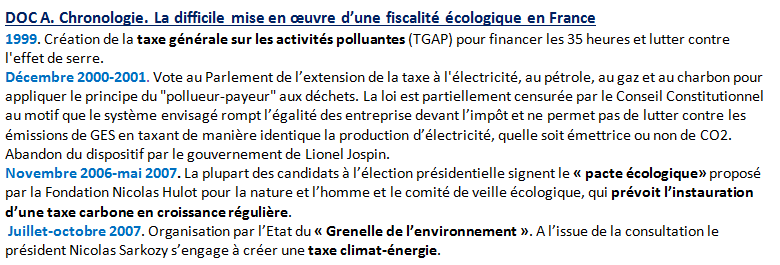 DOC A. Chronologie. La difficile mise en œuvre d’une fiscalité écologique en France
1999. Création de la taxe générale sur les activités polluantes (TGAP) pour financer les 35 heures et lutter contre
l'effet de serre.
Décembre 2000-2001. Vote au Parlement de l’extension de la taxe à l'électricité, au pétrole, au gaz et au charbon pour
appliquer le principe du "pollueur-payeur" aux déchets. La loi est partiellement censurée par le Conseil Constitutionnel
au motif que le système envisagé rompt l’égalité des entreprise devant l’impôt et ne permet pas de lutter contre les
émissions de GES en taxant de manière identique la production d’électricité, quelle soit émettrice ou non de CO2.
Abandon du dispositif par le gouvernement de Lionel Jospin.
Novembre 2006-mai 2007. La plupart des candidats à l’élection présidentielle signent le « pacte écologique» proposé
par la Fondation Nicolas Hulot pour la nature et l’homme et le comité de veille écologique, qui prévoit l’instauration
d’une taxe carbone en croissance régulière.
Juillet-octobre 2007. Organisation par l’Etat du « Grenelle de l’environnement ». A l’issue de la consultation le
président Nicolas Sarkozy s’engage à créer une taxe climat-énergie.